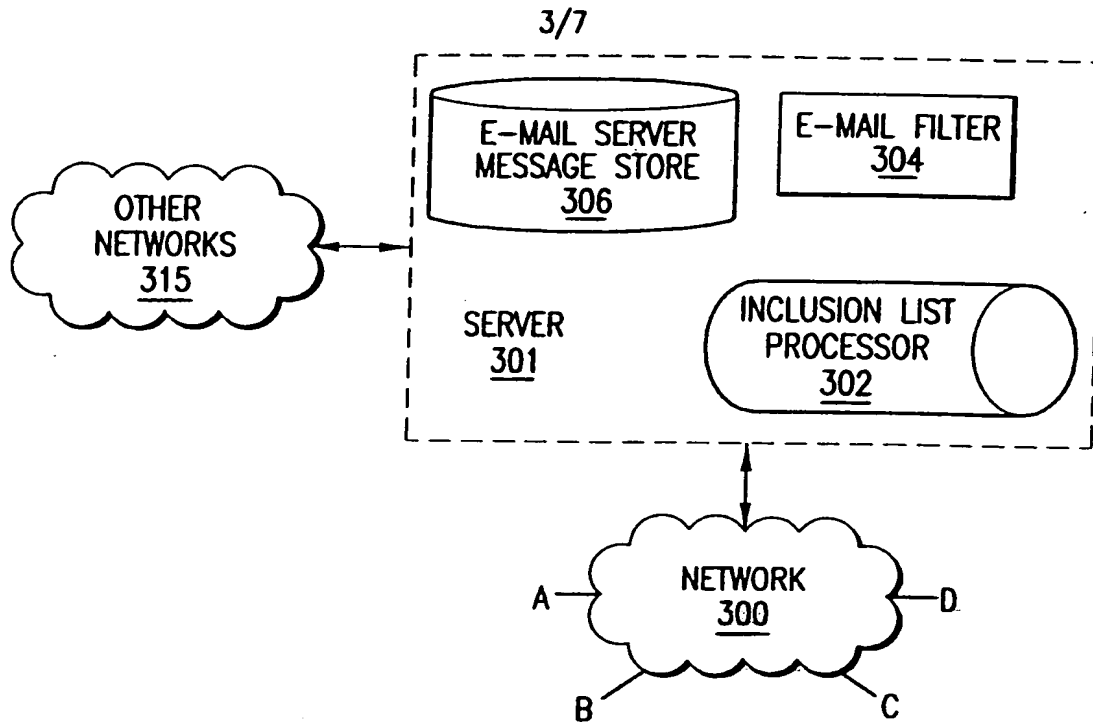 3/7
E-MAIL SERVER
MESSAGE STORE
306
E-MAIL FILTER
304
OTHER
NETWORKS
315
SERVER
301
INCLUSION LIST
PROCESSOR
302
NETWORK
300
A
D
B
C